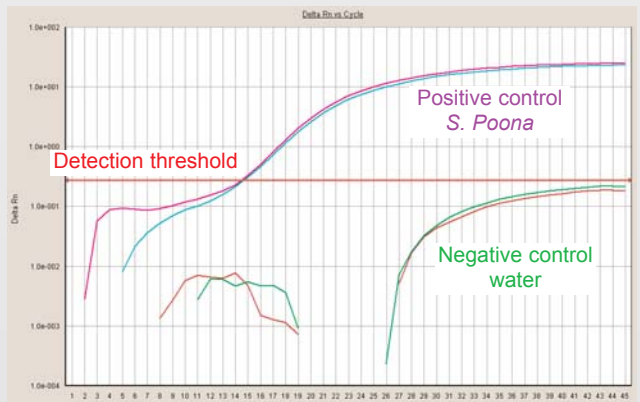 Delta Rn vs Cycle
1.0e+002
1.0e+001
1.0e+000
1.0e-001
1.0e-002
1.0e-003
1.0e-004
Delta Rn
Positive control
S. Poona
Detection threshold
Negative control
water
1 2 3 4 5 6 7 8 9 10 11 12 13 14 15 16 17 18 19 20 21 22 23 24 25 26 27 28 29 30 31 32 33 34 35 36 37 38 39 40 41 42 43 44 45